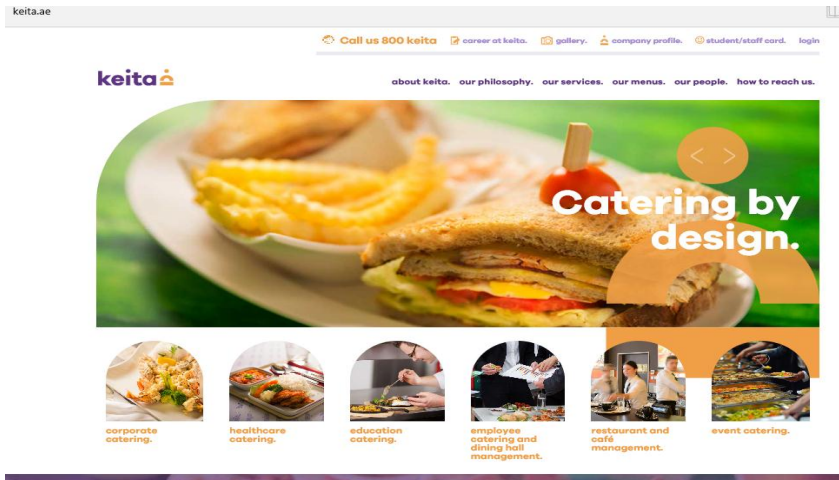 keita.ae
Call us 800 keita career at keita. gallery. company profile. student/staff card. login
keita
about keita. our philosophy. our services. our menus. our people. how to reach us.
< >
Catering by
design.
corporate
catering.
healthcare
catering.
education
catering.
employee
catering and
dining hall
management.
restaurant and
café
management.
event catering.